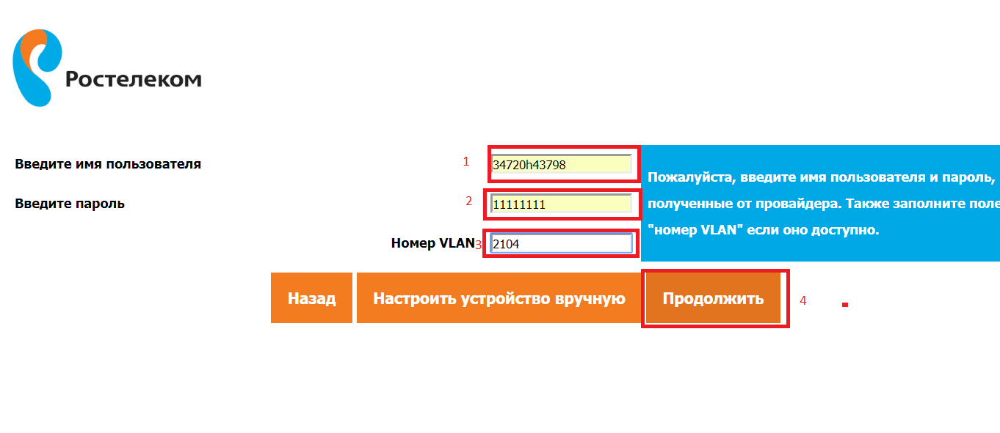 Ростелеком
Введите имя пользователя
1
34720h43798
Введите пароль
2
11111111
Номер VLAN
3
2104
Пожалуйста, введите имя пользователя и пароль,
полученные от провайдера. Также заполните поле
"номер VLAN" если оно доступно.
Назад
Настроить устройство вручную
Продолжить
4